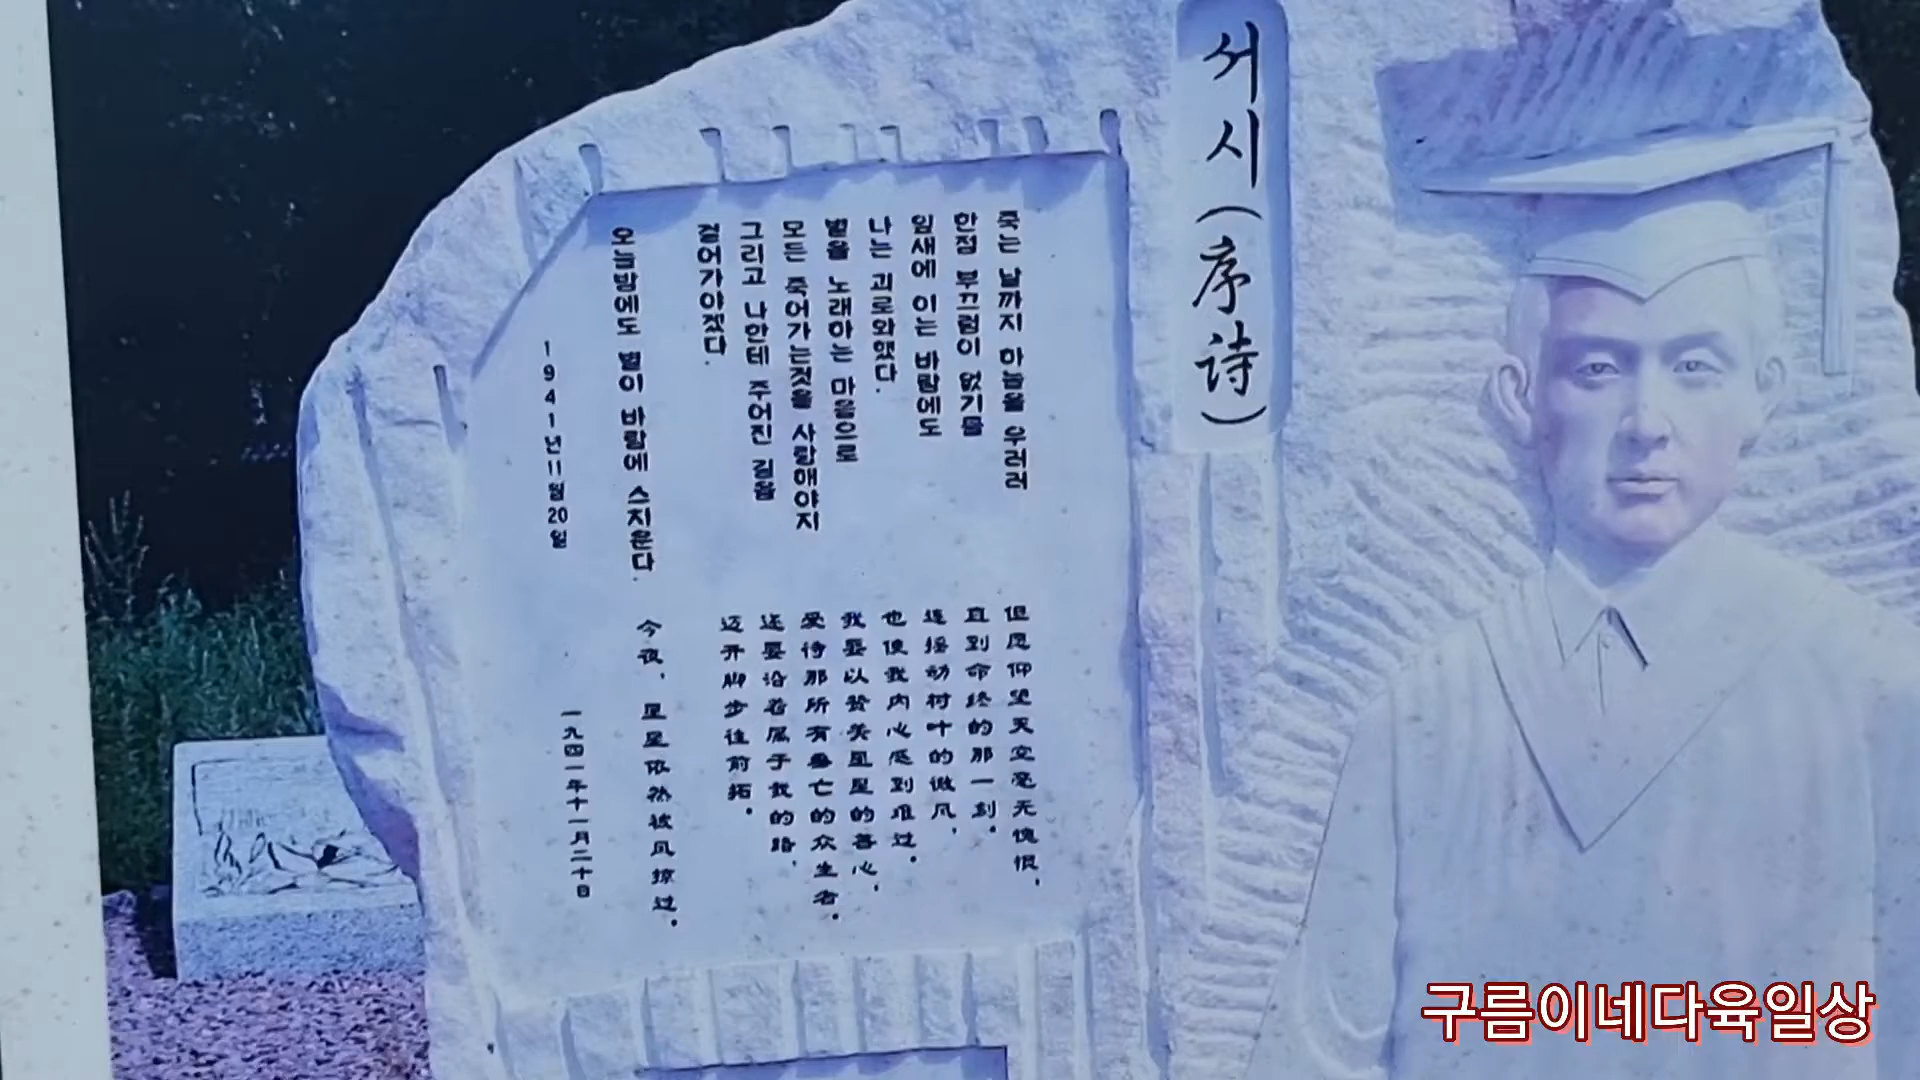 서시(序诗)
죽는 날까지 하늘을 우러러
한점 부끄럼이 없기를
잎새에 이는 바람에도
나는 괴로와했다.
별을 노래하는 마음으로
모든 죽어가는것을 사랑해야지
그리고 나한테 주어진 길을
걸어가야겠다.
오늘밤에도 별이 바람에 스치운다.
1941년11월20일
但愿仰望天空毫无愧恨,
直到命终的那一刻。
连摇动树叶的微风,
也使我内心感到难过。
我要以赞美星星的善心,
爱待那所有垂亡的众生者。
还要沿着属于我的路,
迈开脚步往前拓。
今夜,星星依然被风掠过。
一九四一年十一月二十日
구름이네다육일상